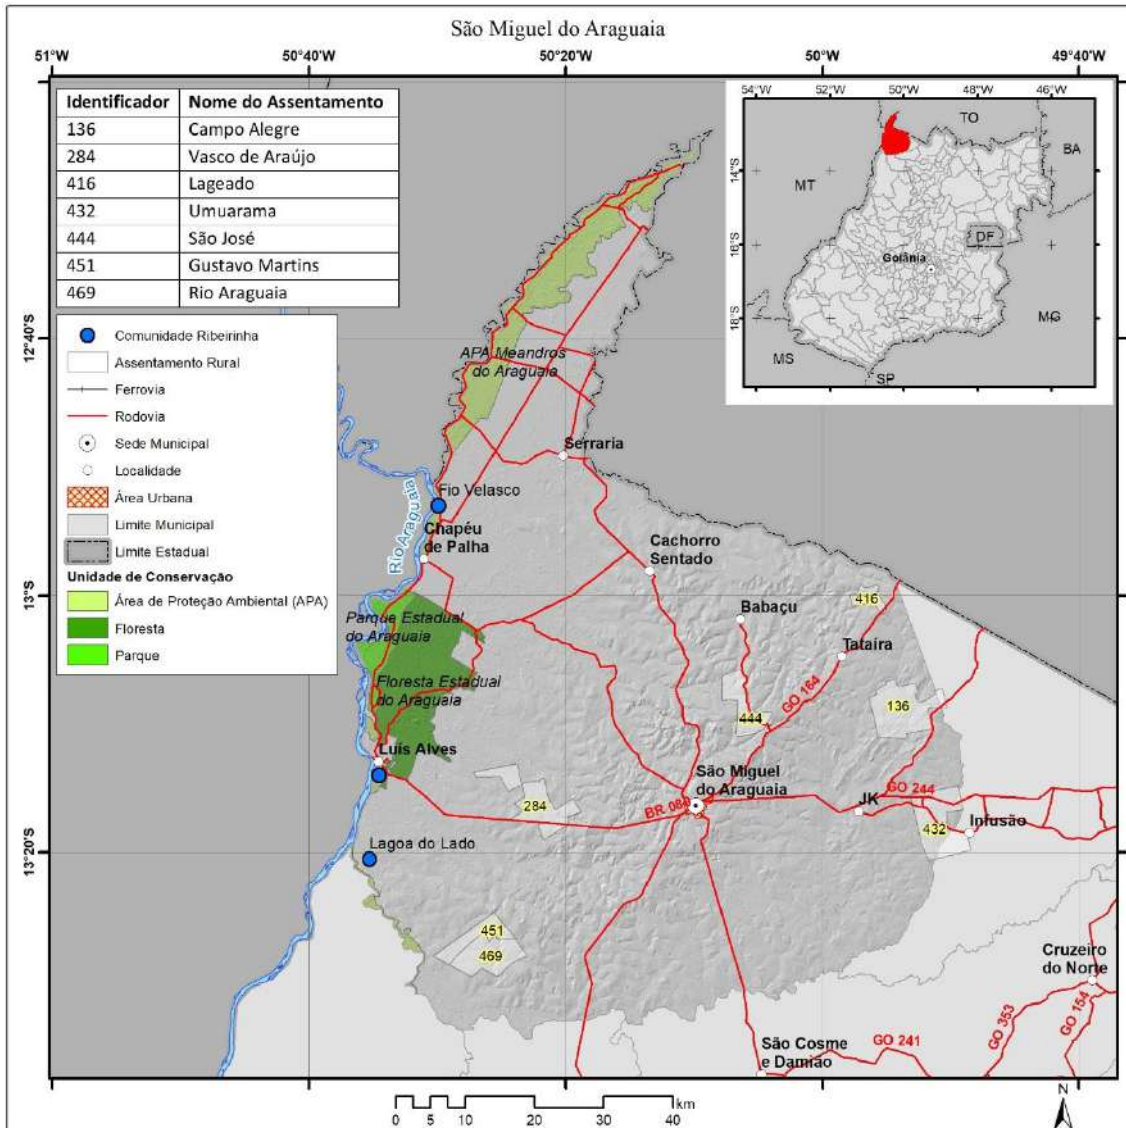 São Miguel do Araguaia
51°W 50°40'W 50°20'W 50°W 49°40'W
Identificador Nome do Assentamento
136 Campo Alegre
284 Vasco de Araújo
416 Lageado
432 Umuarama
444 São José
451 Gustavo Martins
469 Rio Araguaia
54°W 52°W 50°W 48°W 46°W
TO
BA
MT
14°S
16°S
DF
Goiânia
18°S
MG
MS
SP
12°40'S
13°S
13°20'S
Comunidade Ribeirinha
Assentamento Rural
Ferrovia
Rodovia
Sede Municipal
Localidade
Área Urbana
Limite Municipal
Limite Estadual
Unidade de Conservação
Área de Proteção Ambiental (APA)
Floresta
Parque
APA Meandros
do Araguaia
Serraria
Fio Velasco
Rio Araguaia
Chapéu
de Palha
Cachorro
Sentado
Babaçu
416
Tataíra
Parque Estadual
do Araguaia
Floresta Estadual
do Araguaia
GO 164
136
444
Luis Alves
São Miguel
do Araguaia
284
BR 080
GO 244
JK
432
Infusão
Lagoa do Lado
451
469
Cruzeiro
do Norte
GO 353
GO 154
São Cosme
e Damião
GO 241
km
0 5 10 20 30 40
N